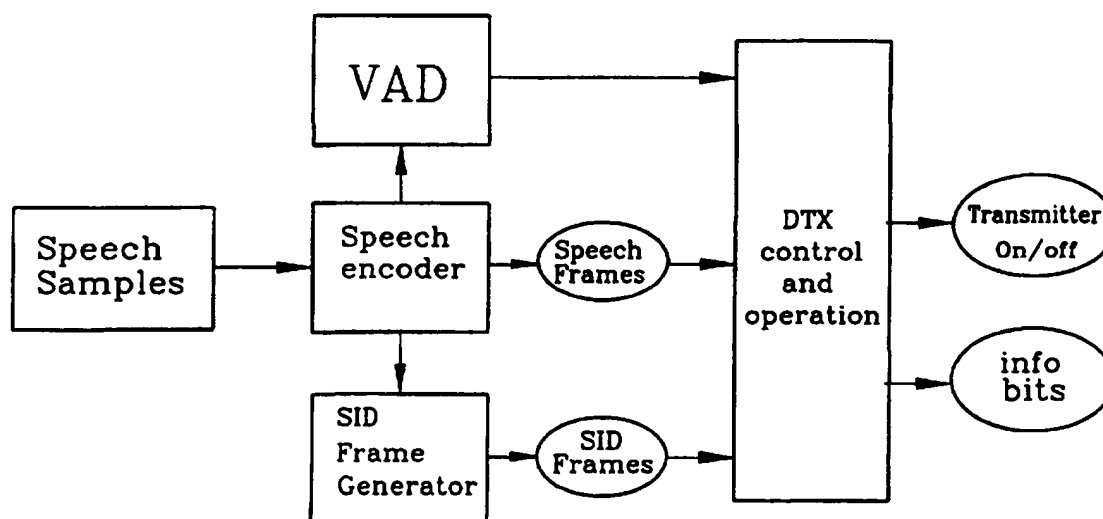 VAD
Speech
Samples
Speech
encoder
Speech
Frames
DTX
control
and
operation
Transmitter
On/off
info
bits
SID
Frame
Generator
SID
Frames